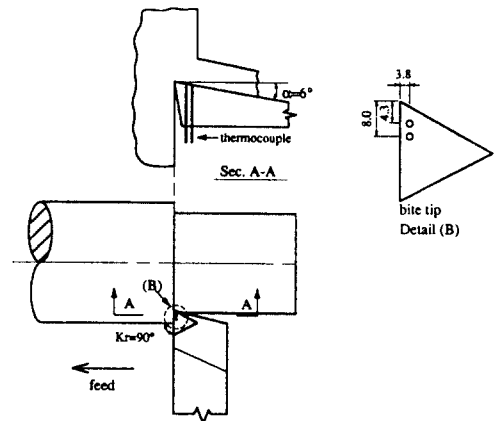 α=6°
thermocouple
Sec. A-A
3.8
8.0
4.3
bite tip
Detail (B)
(B)
A
A
Kr=90°
feed